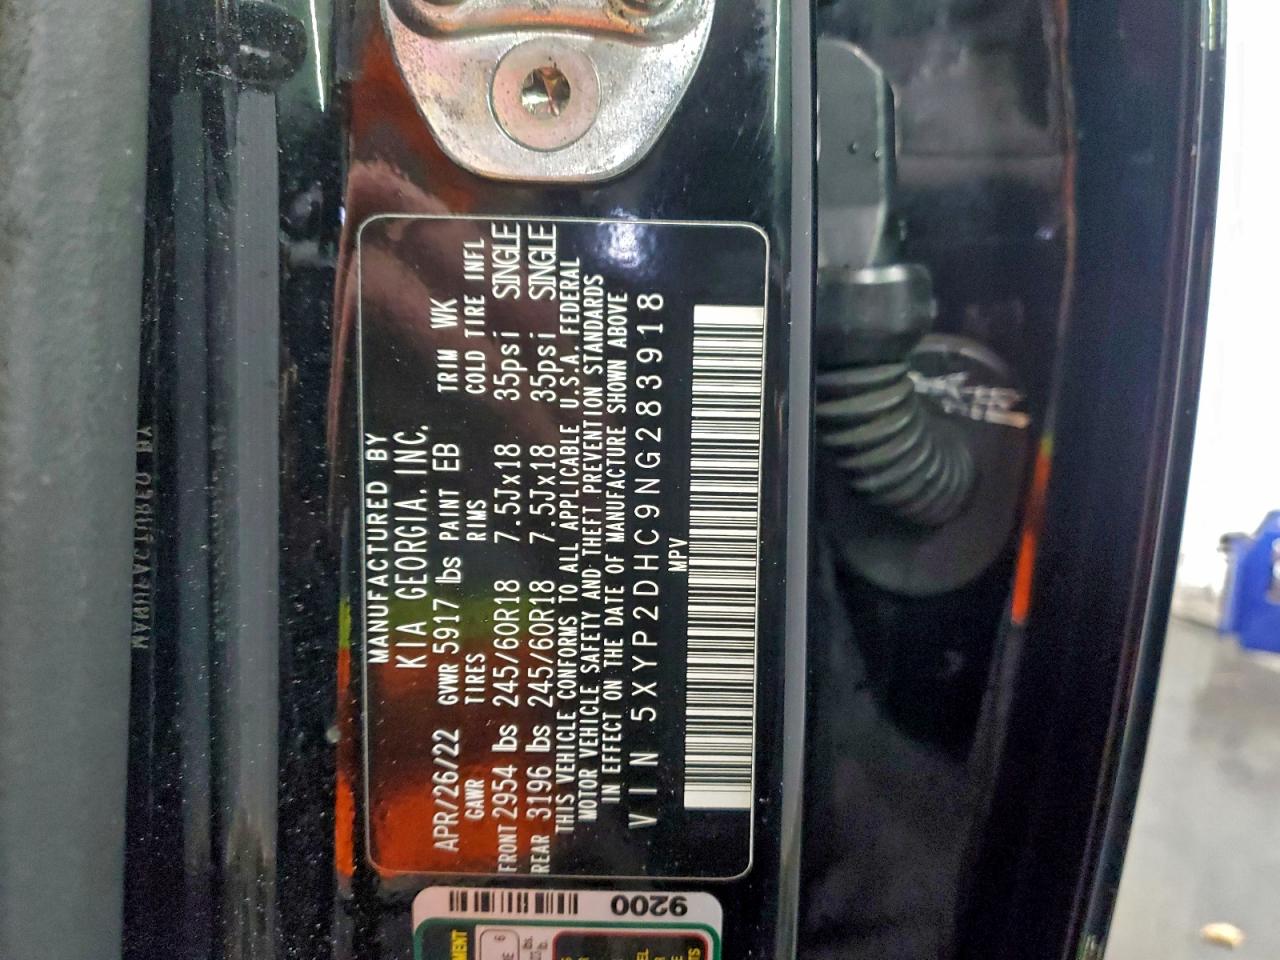 MANUFACTURED BY
KIA GEORGIA, INC.
APR/26/22 GVWR 5917 lbs PAINT EB TRIM WK
GAWR TIRES RIMS COLD TIRE INFL
FRONT 2954 lbs 245/60R18 7.5Jx18 35psi SINGLE
REAR 3196 lbs 245/60R18 7.5Jx18 35psi SINGLE
THIS VEHICLE CONFORMS TO ALL APPLICABLE U.S.A. FEDERAL
MOTOR VEHICLE SAFETY AND THEFT PREVENTION STANDARDS
IN EFFECT ON THE DATE OF MANUFACTURE SHOWN ABOVE
VIN 5XYP2DHC9NG283918
MPV
9200